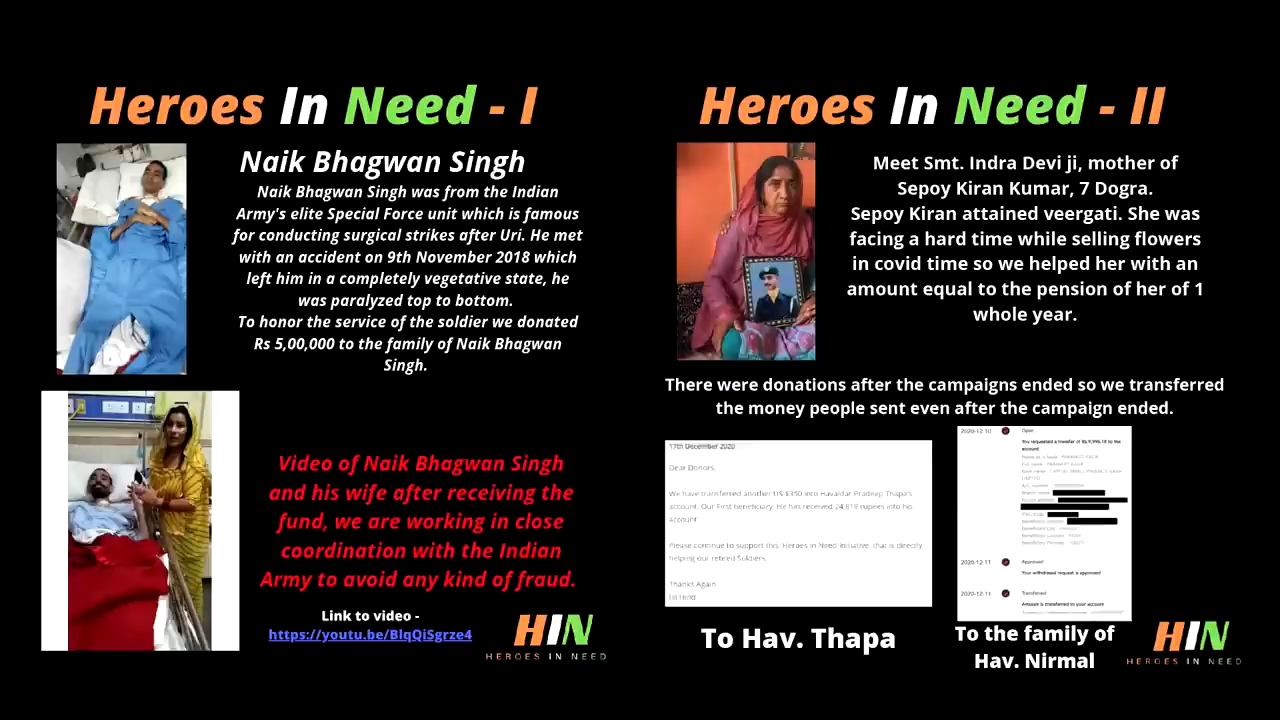 Heroes In Need - I
Naik Bhagwan Singh
Naik Bhagwan Singh was from the Indian
Army's elite Special Force unit which is famous
for conducting surgical strikes after Uri. He met
with an accident on 9th November 2018 which
left him in a completely vegetative state, he
was paralyzed top to bottom.
To honor the service of the soldier we donated
Rs 5,00,000 to the family of Naik Bhagwan
Singh.
Video of Naik Bhagwan Singh
and his wife after receiving the
fund, we are working in close
coordination with the Indian
Army to avoid any kind of fraud.
Link to video -
https://youtu.be/BlqQiSgrze4
HIN
HEROES IN NEED
Heroes In Need - II
Meet Smt. Indra Devi ji, mother of
Sepoy Kiran Kumar, 7 Dogra.
Sepoy Kiran attained veergati. She was
facing a hard time while selling flowers
in covid time so we helped her with an
amount equal to the pension of her of 1
whole year.
There were donations after the campaigns ended so we transferred
the money people sent even after the campaign ended.
17th December 2020
Dear Donors,
We have transferred another US $350 into Havaldar Pradeep Thapa's
account. Our First beneficiary. He has received 24,818 rupees into his
account
Please continue to support this 'Heroes in Need Initiative' that is directly
helping our retired Soldiers.
Thanks Again
Jai Hind
To Hav. Thapa
2020-12-10 Open
You requested a transfer of Rs.9,996.18 to the
account
2020-12-11 Approved
Your withdrawal request is approved
2020-12-11 Transferred
Amount is transferred to your account
To the family of
Hav. Nirmal
HIN
HEROES IN NEED